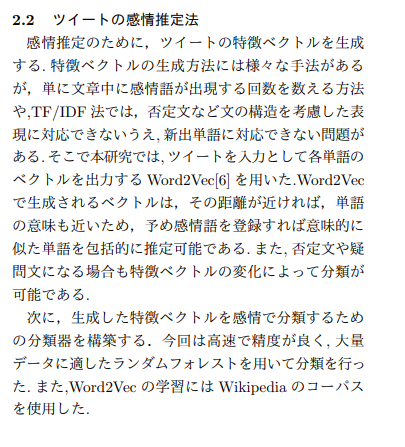 2.2 ツイートの感情推定法
感情推定のために，ツイートの特徴ベクトルを生成
する. 特徴ベクトルの生成方法には様々な手法がある
が，単に文章中に感情語が出現する回数を数える方法
や,TF/IDF 法では，否定文など文の構造を考慮した表
現に対応できないうえ, 新出単語に対応できない問題が
ある. そこで本研究では, ツイートを入力として各単語の
ベクトルを出力する Word2Vec[6] を用いた.Word2Vec
で生成されるベクトルは，その距離が近ければ，単語
の意味も近いため，予め感情語を登録すれば意味的に
似た単語を包括的に推定可能である. また, 否定文や疑
問文になる場合も特徴ベクトルの変化によって分類が
可能である.
次に，生成した特徴ベクトルを感情で分類するため
の分類器を構築する．今回は高速で精度が良く, 大量
データに適したランダムフォレストを用いて分類を行っ
た. また,Word2Vec の学習には Wikipedia のコーパス
を使用した.